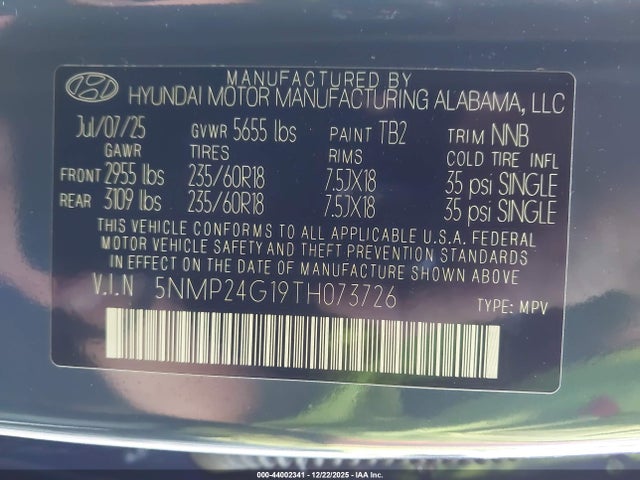 MANUFACTURED BY
HYUNDAI MOTOR MANUFACTURING ALABAMA, LLC
Jul/07/25 GVWR 5655 lbs PAINT TB2 TRIM NNB
GAWR TIRES RIMS COLD TIRE INFL
FRONT 2955 lbs 235/60R18 7.5JX18 35 psi SINGLE
REAR 3109 lbs 235/60R18 7.5JX18 35 psi SINGLE
THIS VEHICLE CONFORMS TO ALL APPLICABLE U.S.A. FEDERAL
MOTOR VEHICLE SAFETY AND THEFT PREVENTION STANDARDS
IN EFFECT ON THE DATE OF MANUFACTURE SHOWN ABOVE
V.I.N 5NMP24G19TH073726 TYPE: MPV
000-44002341 - 12/22/2025 - IAA Inc.